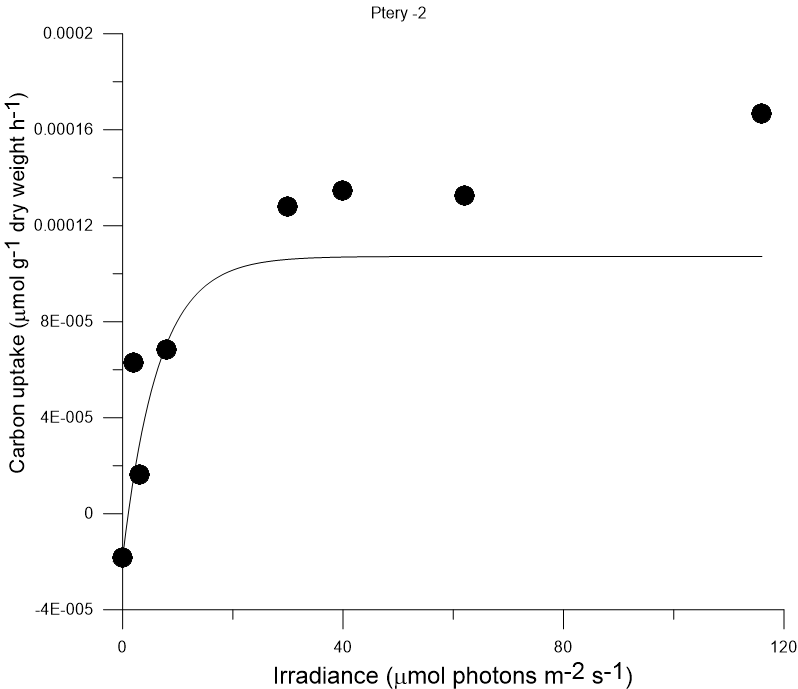 Ptery -2
0.0002
0.00016
0.00012
8E-005
4E-005
0
-4E-005
Carbon uptake (μmol g-1 dry weight h-1)
0 40 80 120
Irradiance (μmol photons m-2 s-1)